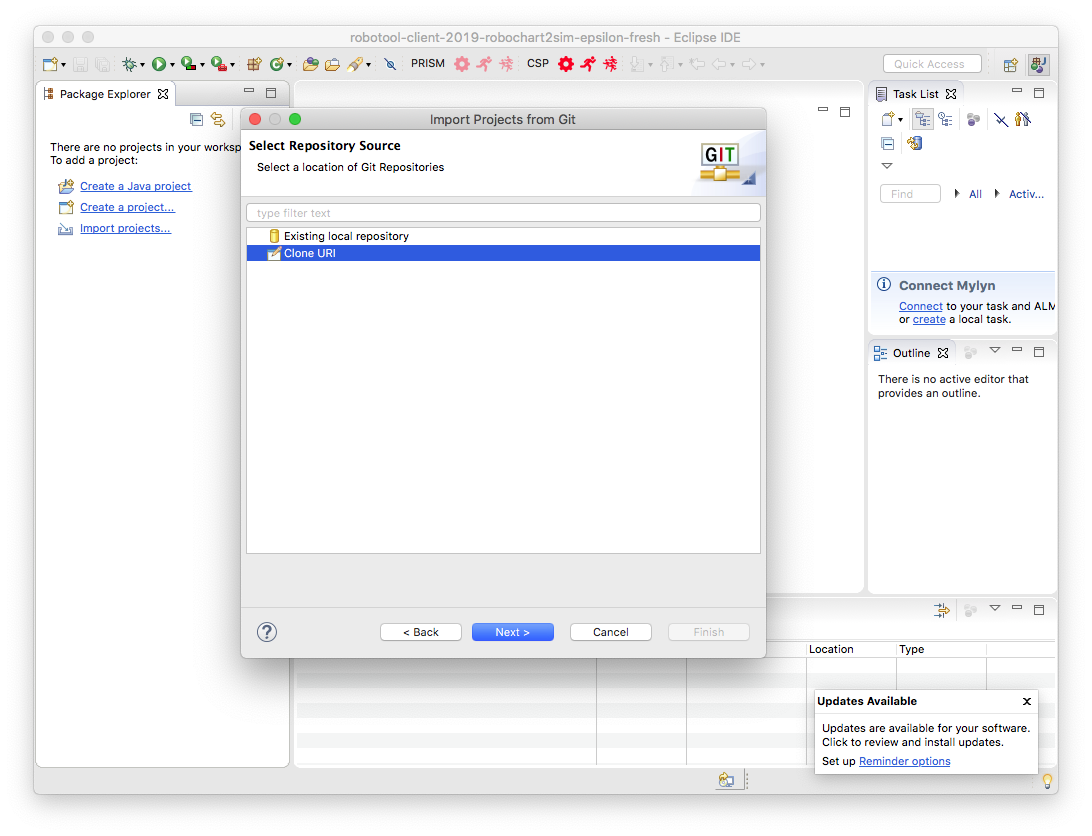 robotool-client-2019-robochart2sim-epsilon-fresh - Eclipse IDE
PRISM
CSP
Quick Access
Package Explorer
There are no projects in your worksp
To add a project:
Create a Java project
Create a project...
Import projects...
Import Projects from Git
Select Repository Source
Select a location of Git Repositories
GIT
type filter text
Existing local repository
Clone URI
?
< Back
Next >
Cancel
Finish
Task List
Find
All
Activ...
Connect Mylyn
Connect to your task and ALM
or create a local task.
Outline
There is no active editor that
provides an outline.
Location
Type
Updates Available
Updates are available for your software.
Click to review and install updates.
Set up Reminder options